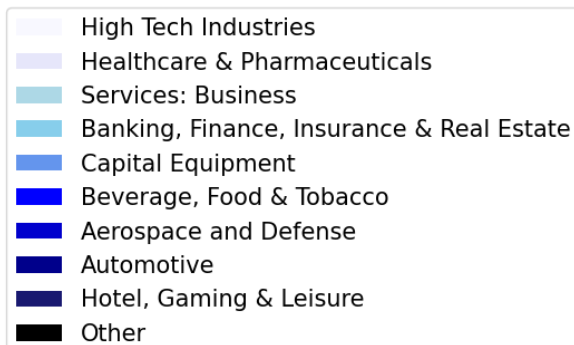 High Tech Industries
Healthcare & Pharmaceuticals
Services: Business
Banking, Finance, Insurance & Real Estate
Capital Equipment
Beverage, Food & Tobacco
Aerospace and Defense
Automotive
Hotel, Gaming & Leisure
Other